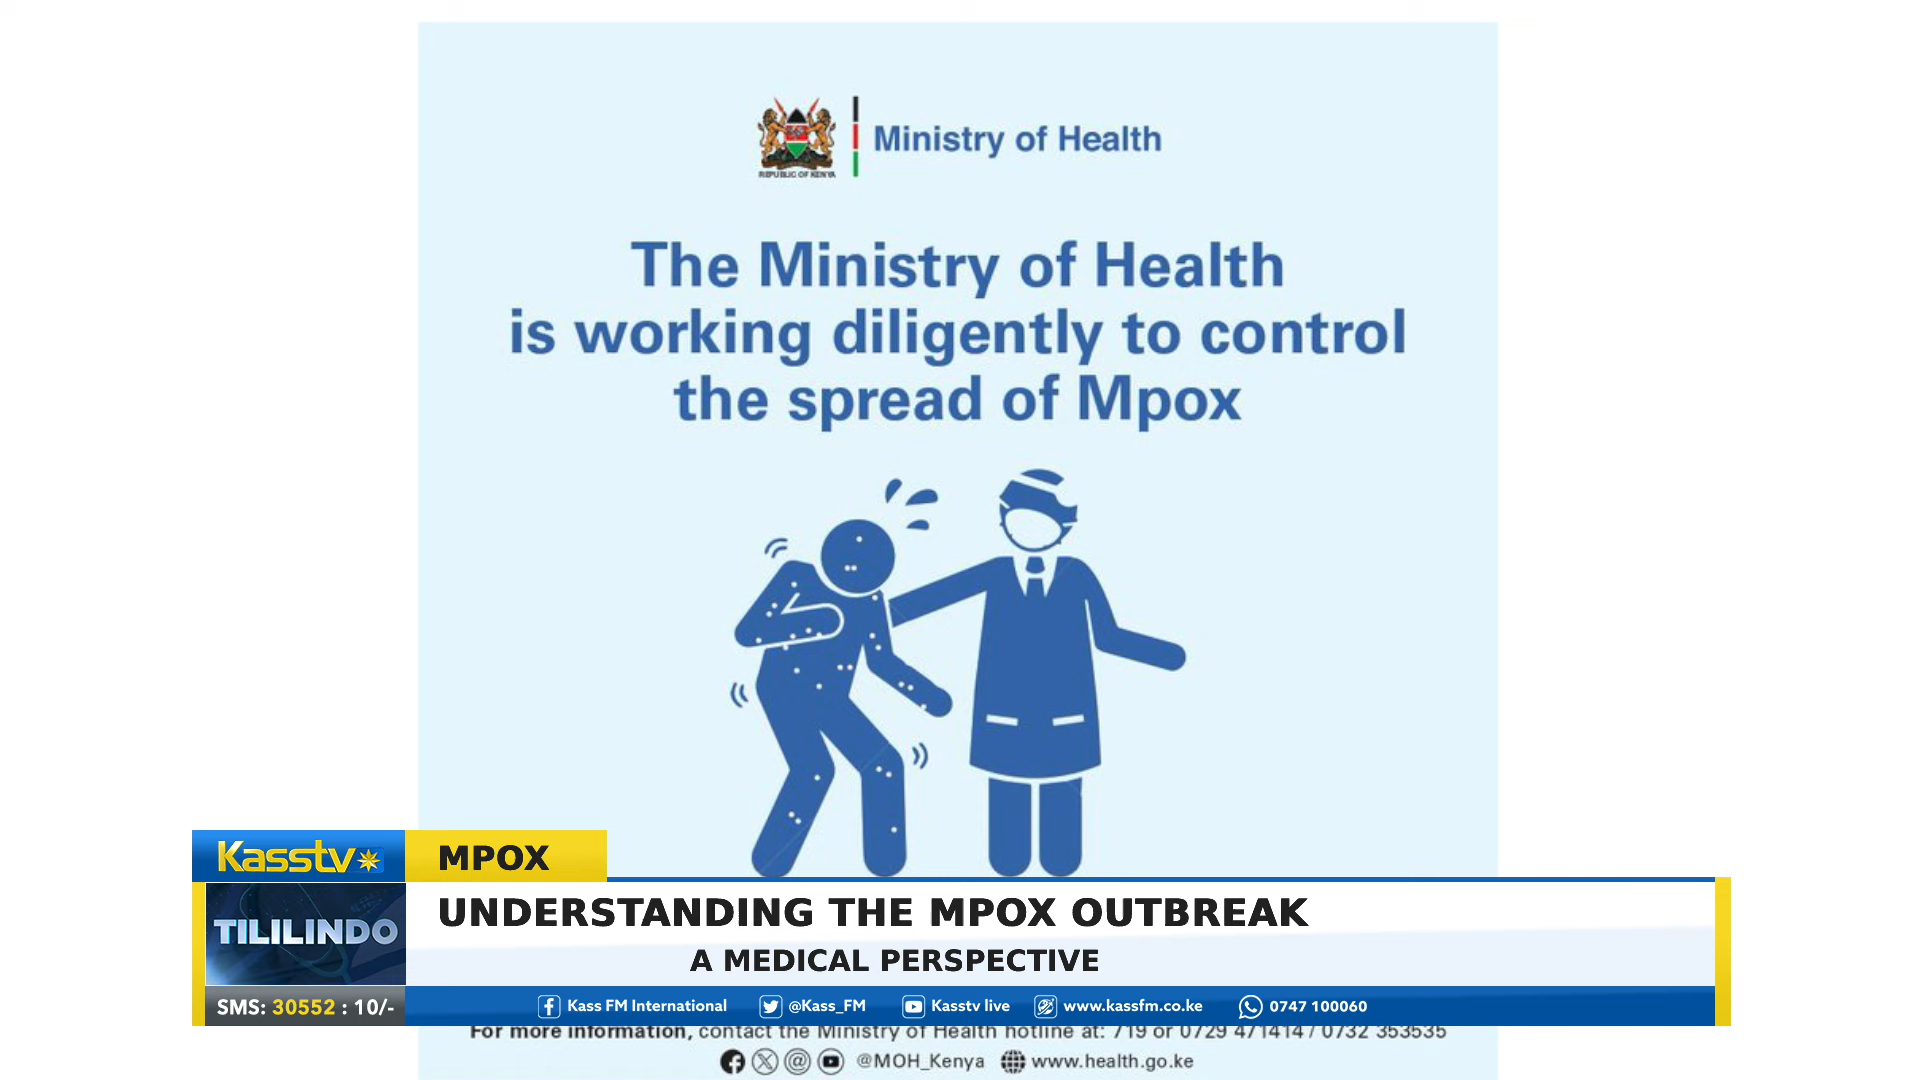 REPUBLIC OF KENYA
Ministry of Health
The Ministry of Health
is working diligently to control
the spread of Mpox
Kasstv
MPOX
TILILINDO
UNDERSTANDING THE MPOX OUTBREAK
A MEDICAL PERSPECTIVE
SMS: 30552 : 10/-
Kass FM International
@Kass_FM
Kasstv live
www.kassfm.co.ke
0747 100060
For more information, contact the Ministry of Health hotline at: 719 or 0729 471414 / 0732 353535
@MOH_Kenya
www.health.go.ke